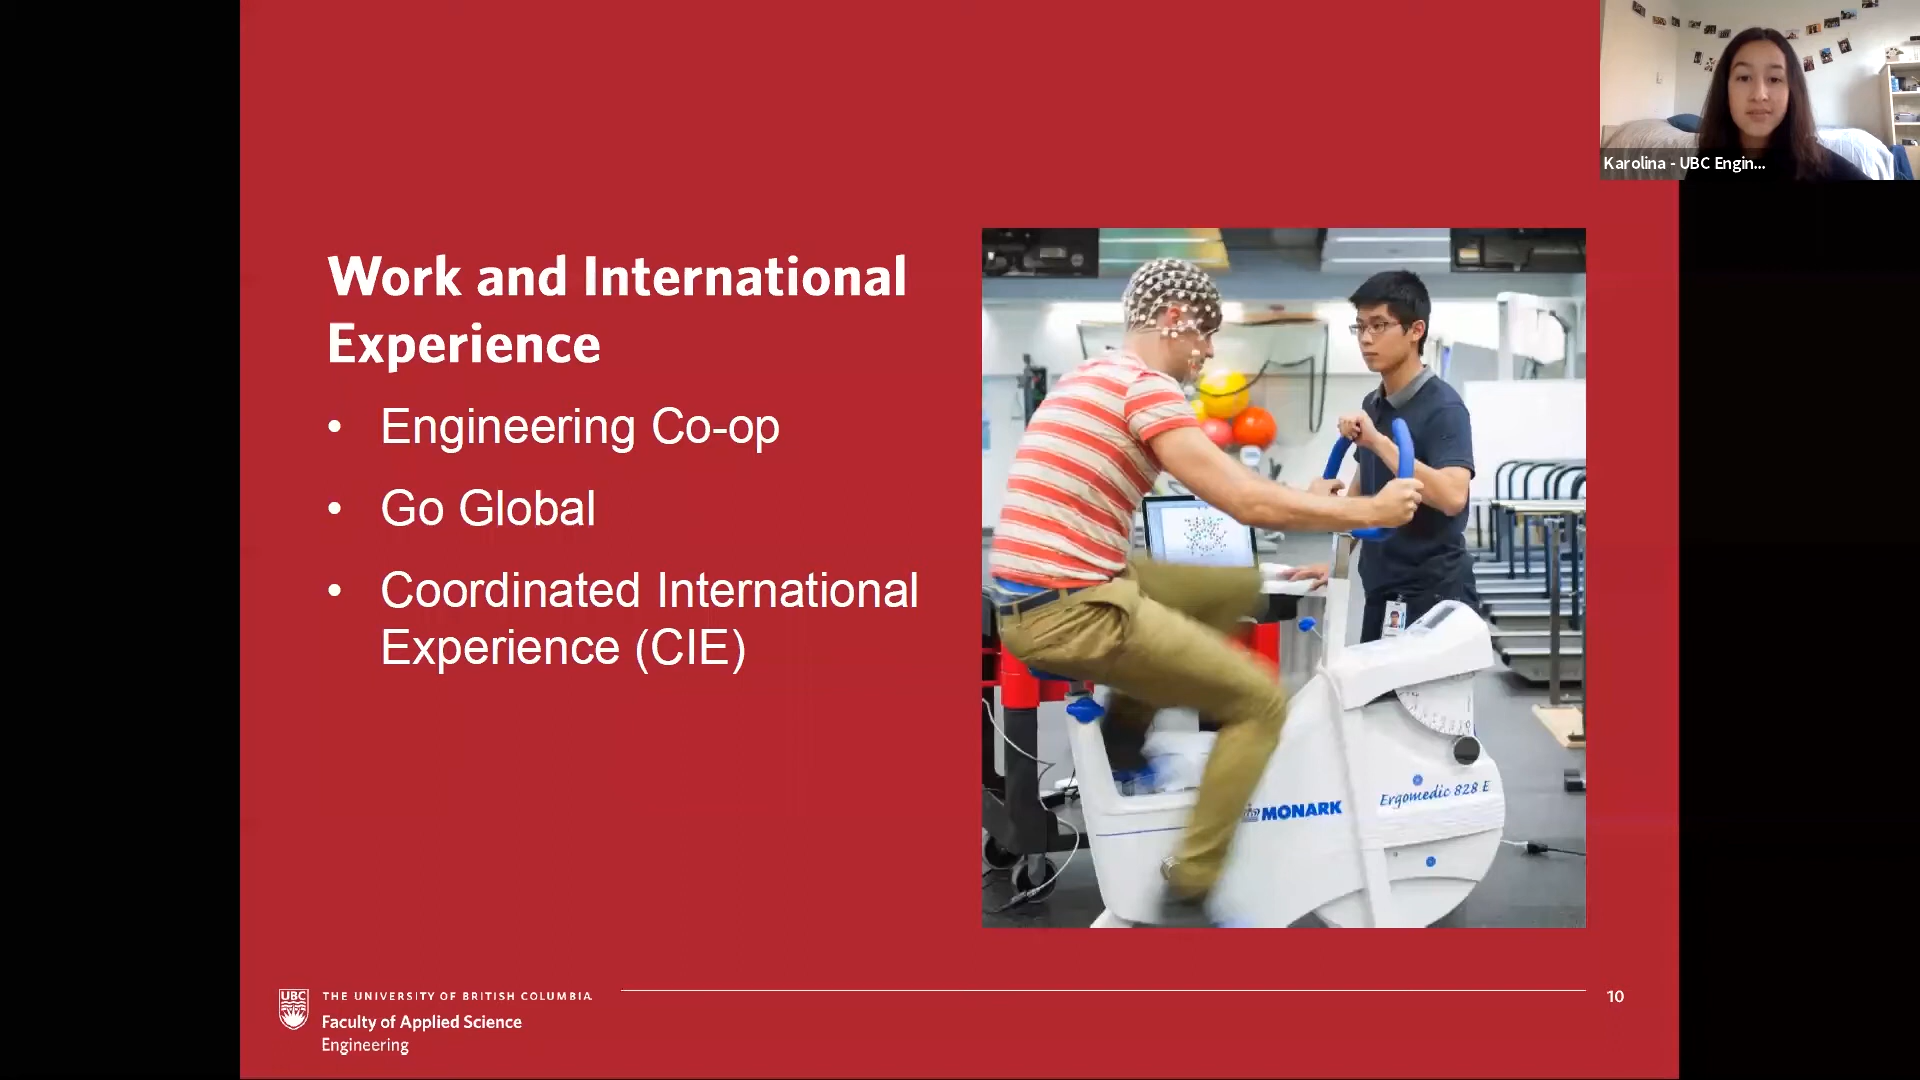 Karolina - UBC Engin...
Work and International
Experience
• Engineering Co-op
• Go Global
• Coordinated International
Experience (CIE)
MONARK
Ergomedic 828 E
UBC
THE UNIVERSITY OF BRITISH COLUMBIA
Faculty of Applied Science
Engineering
10